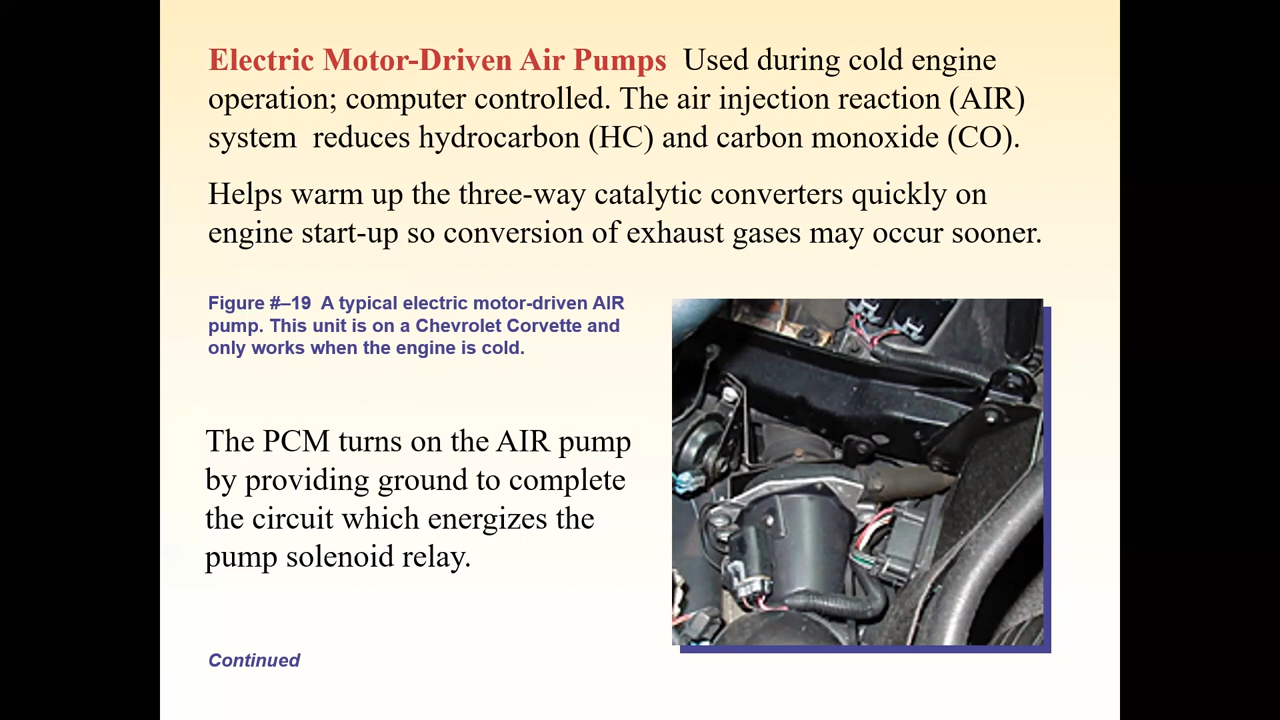 Electric Motor-Driven Air Pumps  Used during cold engine
operation; computer controlled. The air injection reaction (AIR)
system  reduces hydrocarbon (HC) and carbon monoxide (CO).
Helps warm up the three-way catalytic converters quickly on
engine start-up so conversion of exhaust gases may occur sooner.
Figure #–19  A typical electric motor-driven AIR
pump. This unit is on a Chevrolet Corvette and
only works when the engine is cold.
The PCM turns on the AIR pump
by providing ground to complete
the circuit which energizes the
pump solenoid relay.
Continued